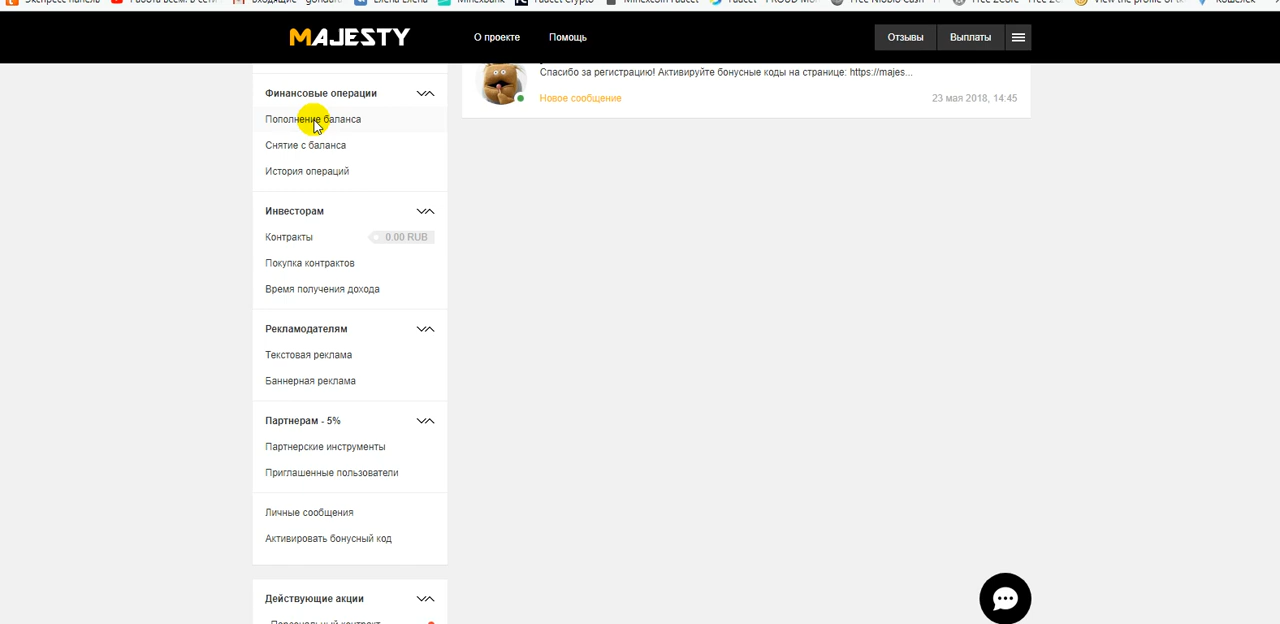 MAJESTY
О проекте
Помощь
Отзывы
Выплаты
Финансовые операции
Пополнение баланса
Снятие с баланса
История операций
Инвесторам
Контракты
0.00 RUB
Покупка контрактов
Время получения дохода
Рекламодателям
Текстовая реклама
Баннерная реклама
Партнерам - 5%
Партнерские инструменты
Приглашенные пользователи
Личные сообщения
Активировать бонусный код
Действующие акции
Персональный контракт
Спасибо за регистрацию! Активируйте бонусные коды на странице: https://majes...
Новое сообщение
23 мая 2018, 14:45